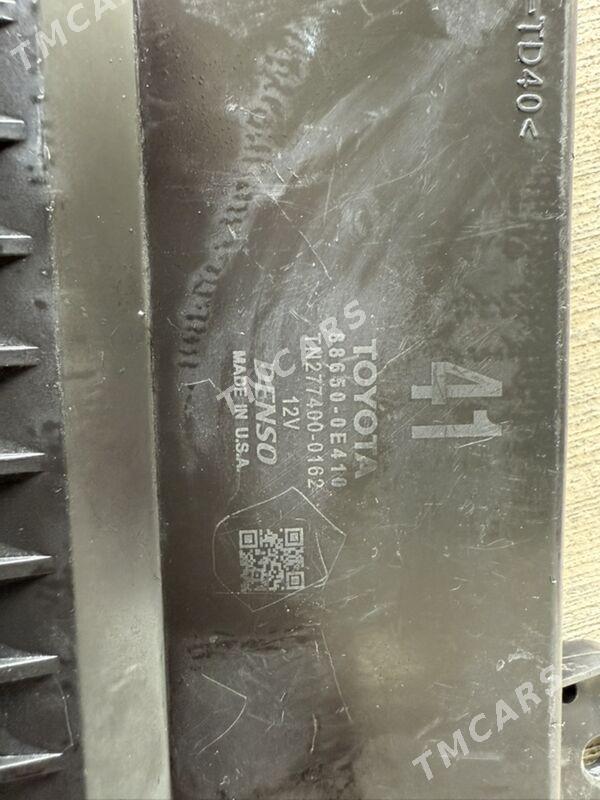 -TD40<
41
TOYOTA
88650-0E410
TN277400-0162
12V
DENSO
MADE IN U.S.A.
TMCARS
TMCARS
TMCARS